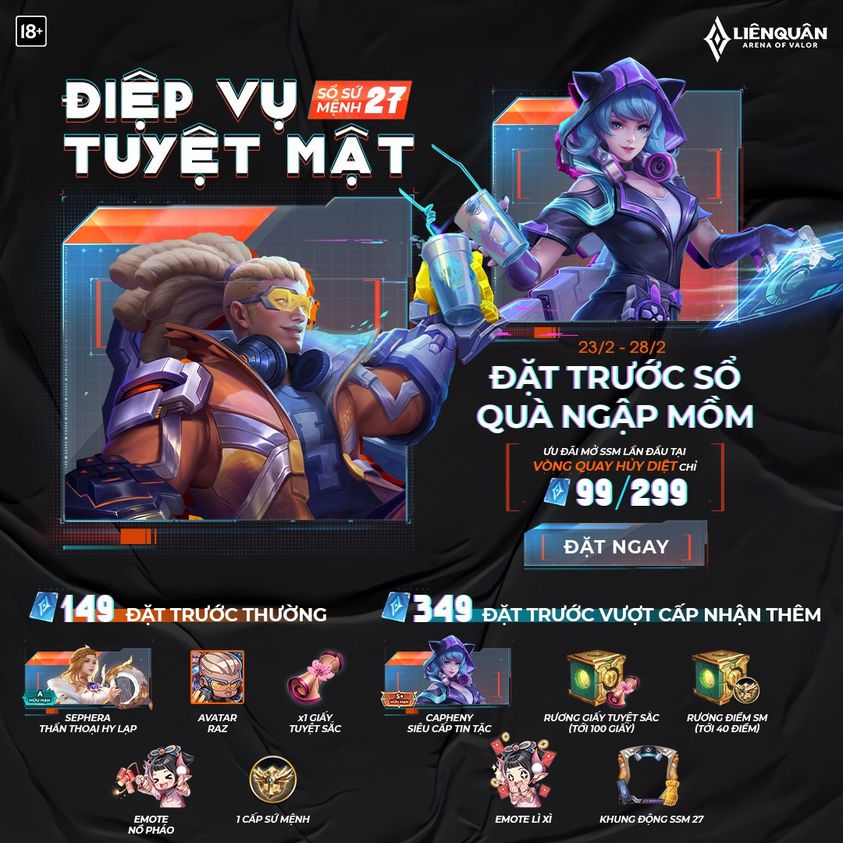 18+
LIÊNQUÂN
ARENA OF VALOR
ĐIỆP VỤ
TUYỆT MẬT
SỔ SỨ
MỆNH 27
23/2 - 28/2
ĐẶT TRƯỚC SỔ
QUÀ NGẬP MỒM
ƯU ĐÃI MỞ SSM LẦN ĐẦU TẠI
VÒNG QUAY HỦY DIỆT CHỈ
99/299
ĐẶT NGAY
149 ĐẶT TRƯỚC THƯỜNG
A
HỮU HẠN
SEPHERA
THẦN THOẠI HY LẠP
AVATAR
RAZ
x1 GIẤY
TUYỆT SẮC
EMOTE
NỔ PHÁO
1 CẤP SỨ MỆNH
349 ĐẶT TRƯỚC VƯỢT CẤP NHẬN THÊM
S+
HỮU HẠN
CAPHENY
SIÊU CẤP TIN TẶC
RƯƠNG GIẤY TUYỆT SẮC
(TỚI 100 GIẤY)
RƯƠNG ĐIỂM SM
(TỚI 40 ĐIỂM)
EMOTE LÌ XÌ
KHUNG ĐỘNG SSM 27